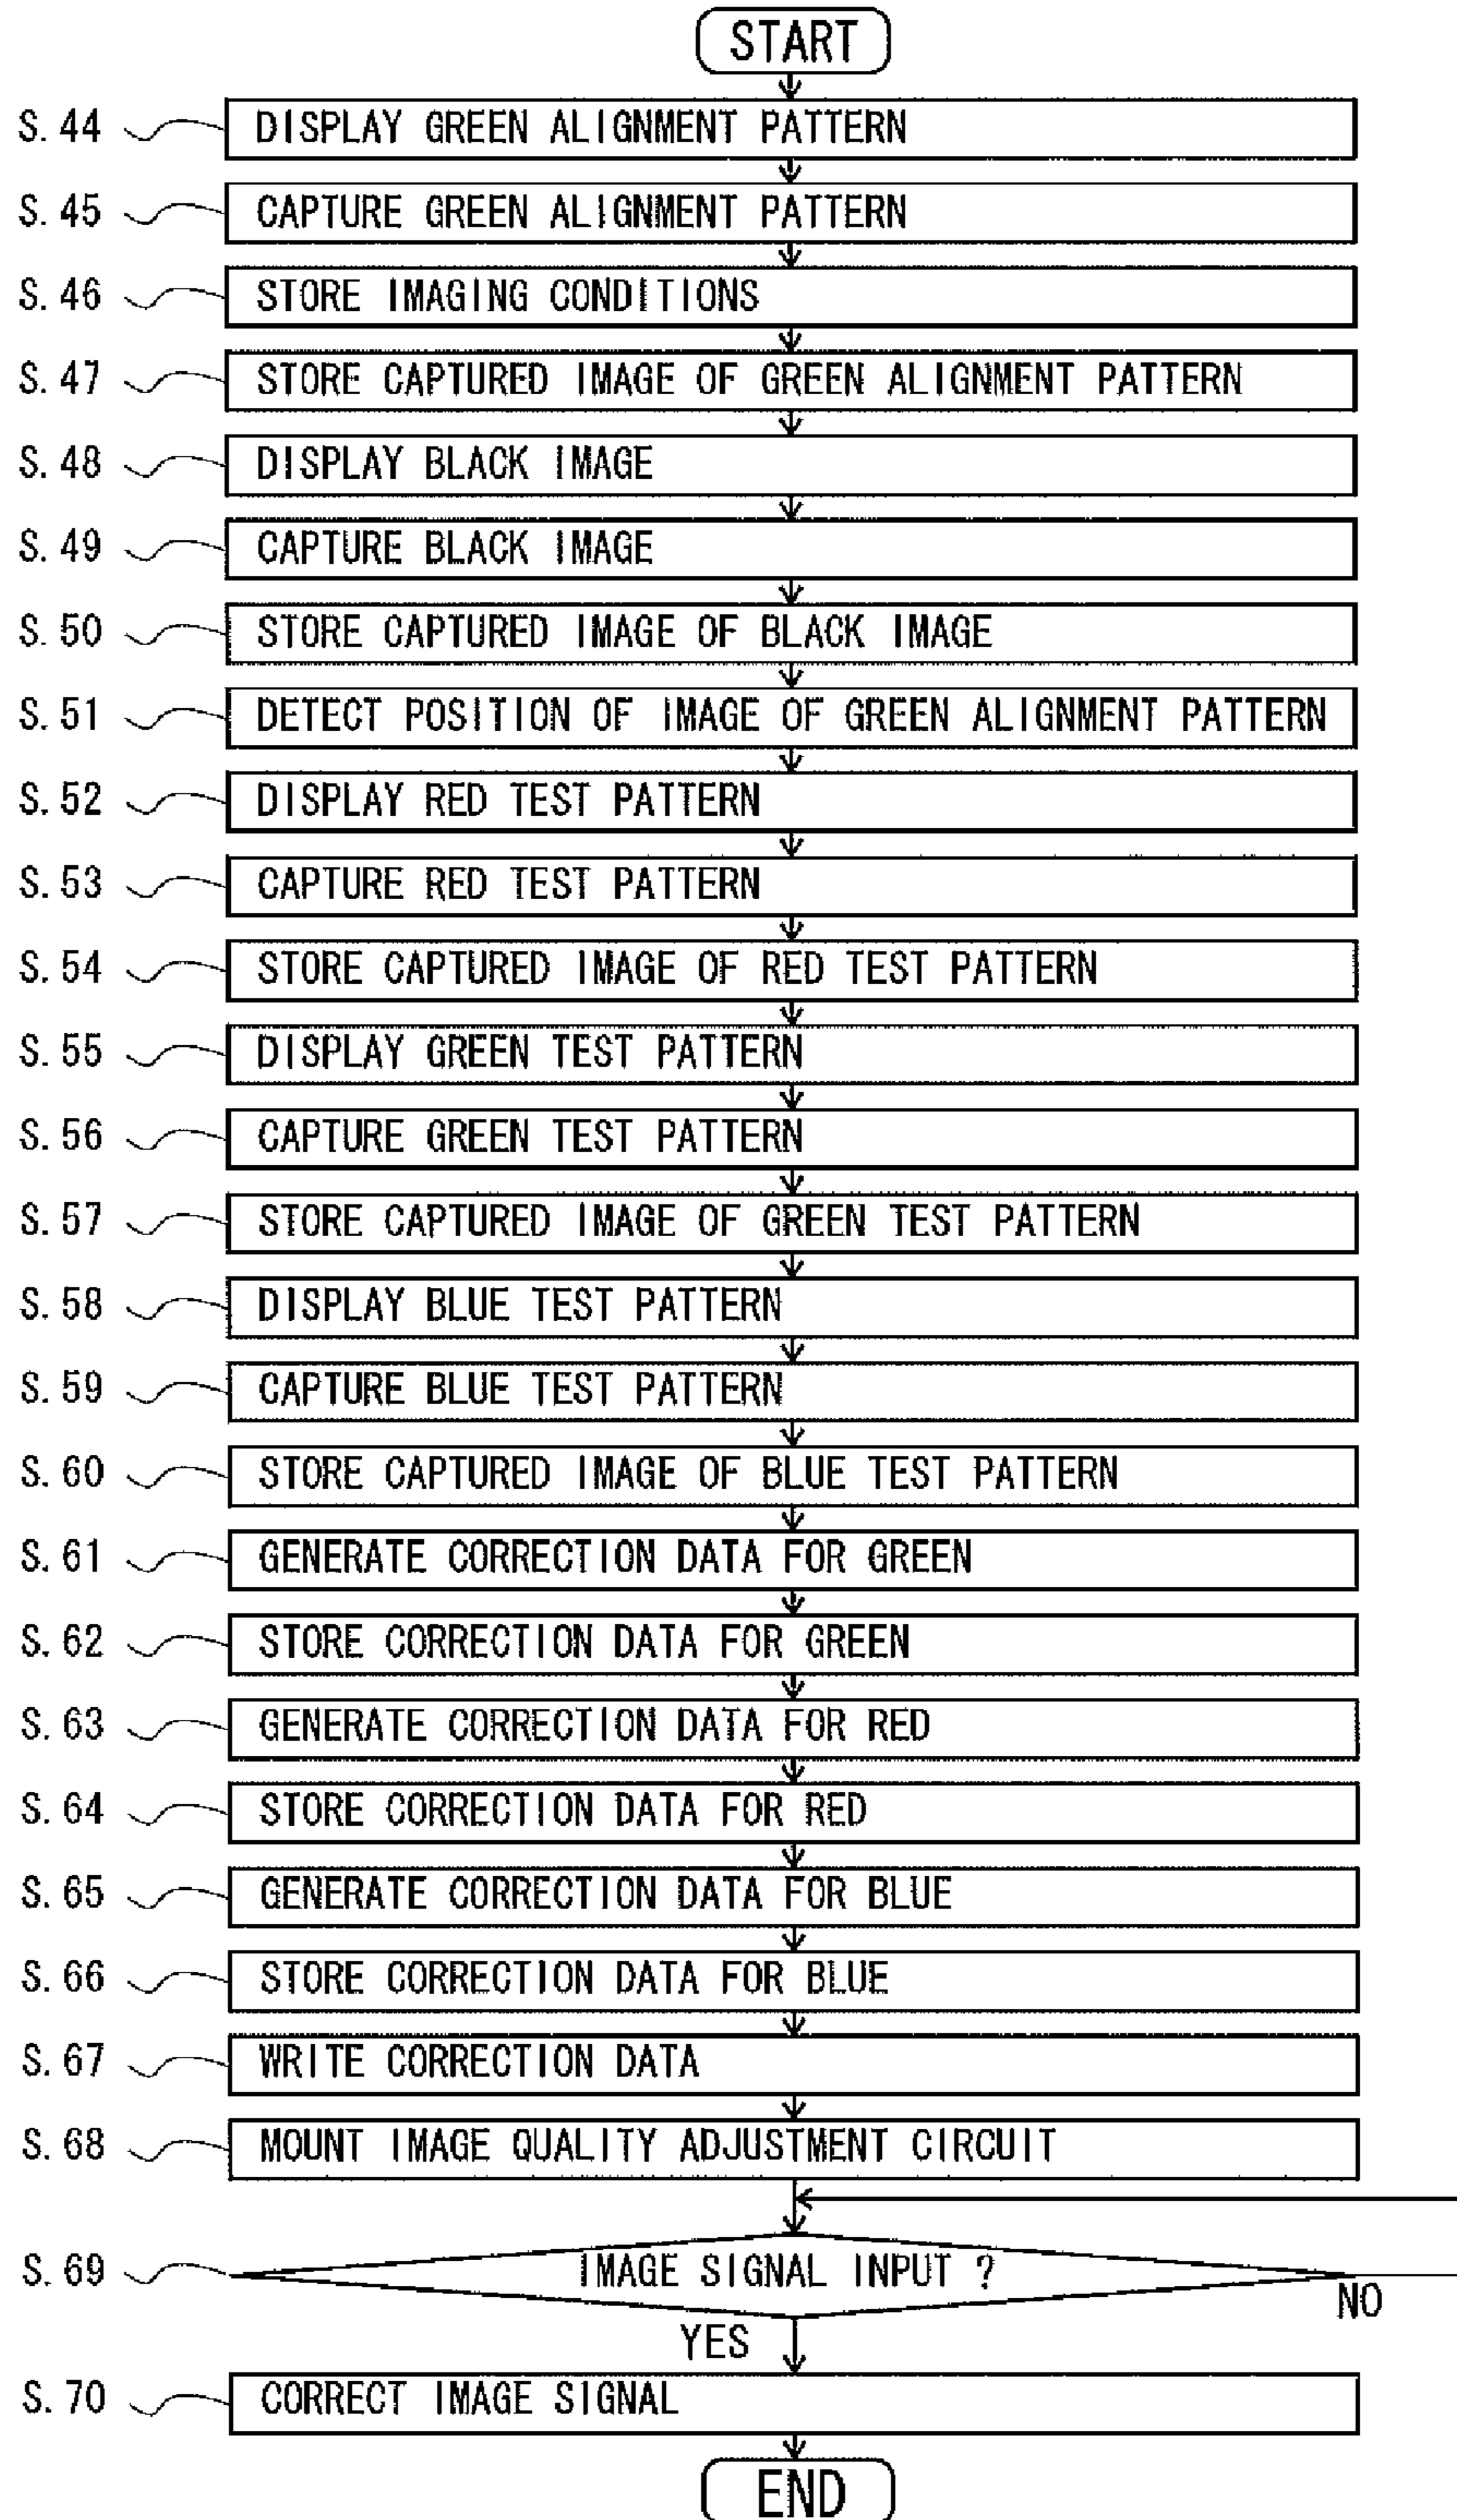 START
S.44 DISPLAY GREEN ALIGNMENT PATTERN
S.45 CAPTURE GREEN ALIGNMENT PATTERN
S.46 STORE IMAGING CONDITIONS
S.47 STORE CAPTURED IMAGE OF GREEN ALIGNMENT PATTERN
S.48 DISPLAY BLACK IMAGE
S.49 CAPTURE BLACK IMAGE
S.50 STORE CAPTURED IMAGE OF BLACK IMAGE
S.51 DETECT POSITION OF IMAGE OF GREEN ALIGNMENT PATTERN
S.52 DISPLAY RED TEST PATTERN
S.53 CAPTURE RED TEST PATTERN
S.54 STORE CAPTURED IMAGE OF RED TEST PATTERN
S.55 DISPLAY GREEN TEST PATTERN
S.56 CAPTURE GREEN TEST PATTERN
S.57 STORE CAPTURED IMAGE OF GREEN TEST PATTERN
S.58 DISPLAY BLUE TEST PATTERN
S.59 CAPTURE BLUE TEST PATTERN
S.60 STORE CAPTURED IMAGE OF BLUE TEST PATTERN
S.61 GENERATE CORRECTION DATA FOR GREEN
S.62 STORE CORRECTION DATA FOR GREEN
S.63 GENERATE CORRECTION DATA FOR RED
S.64 STORE CORRECTION DATA FOR RED
S.65 GENERATE CORRECTION DATA FOR BLUE
S.66 STORE CORRECTION DATA FOR BLUE
S.67 WRITE CORRECTION DATA
S.68 MOUNT IMAGE QUALITY ADJUSTMENT CIRCUIT
S.69 IMAGE SIGNAL INPUT ?
NO
YES
S.70 CORRECT IMAGE SIGNAL
END